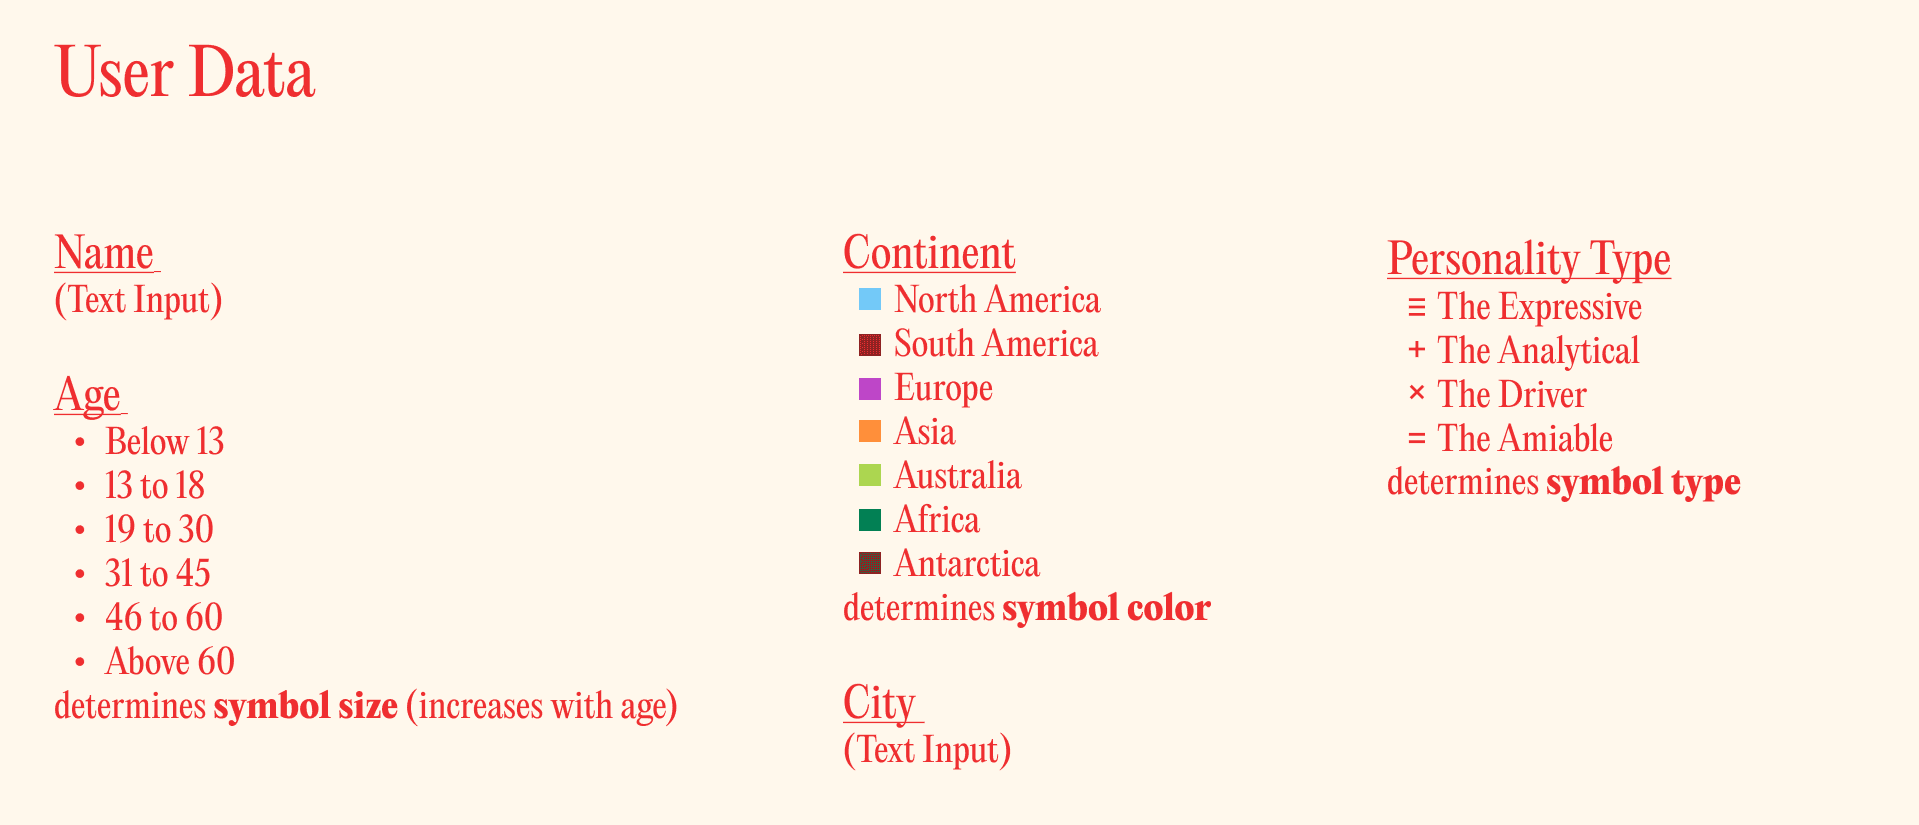 User Data
Name
(Text Input)
Age
• Below 13
• 13 to 18
• 19 to 30
• 31 to 45
• 46 to 60
• Above 60
determines symbol size (increases with age)
Continent
North America
South America
Europe
Asia
Australia
Africa
Antarctica
determines symbol color
City
(Text Input)
Personality Type
≡ The Expressive
+ The Analytical
× The Driver
= The Amiable
determines symbol type